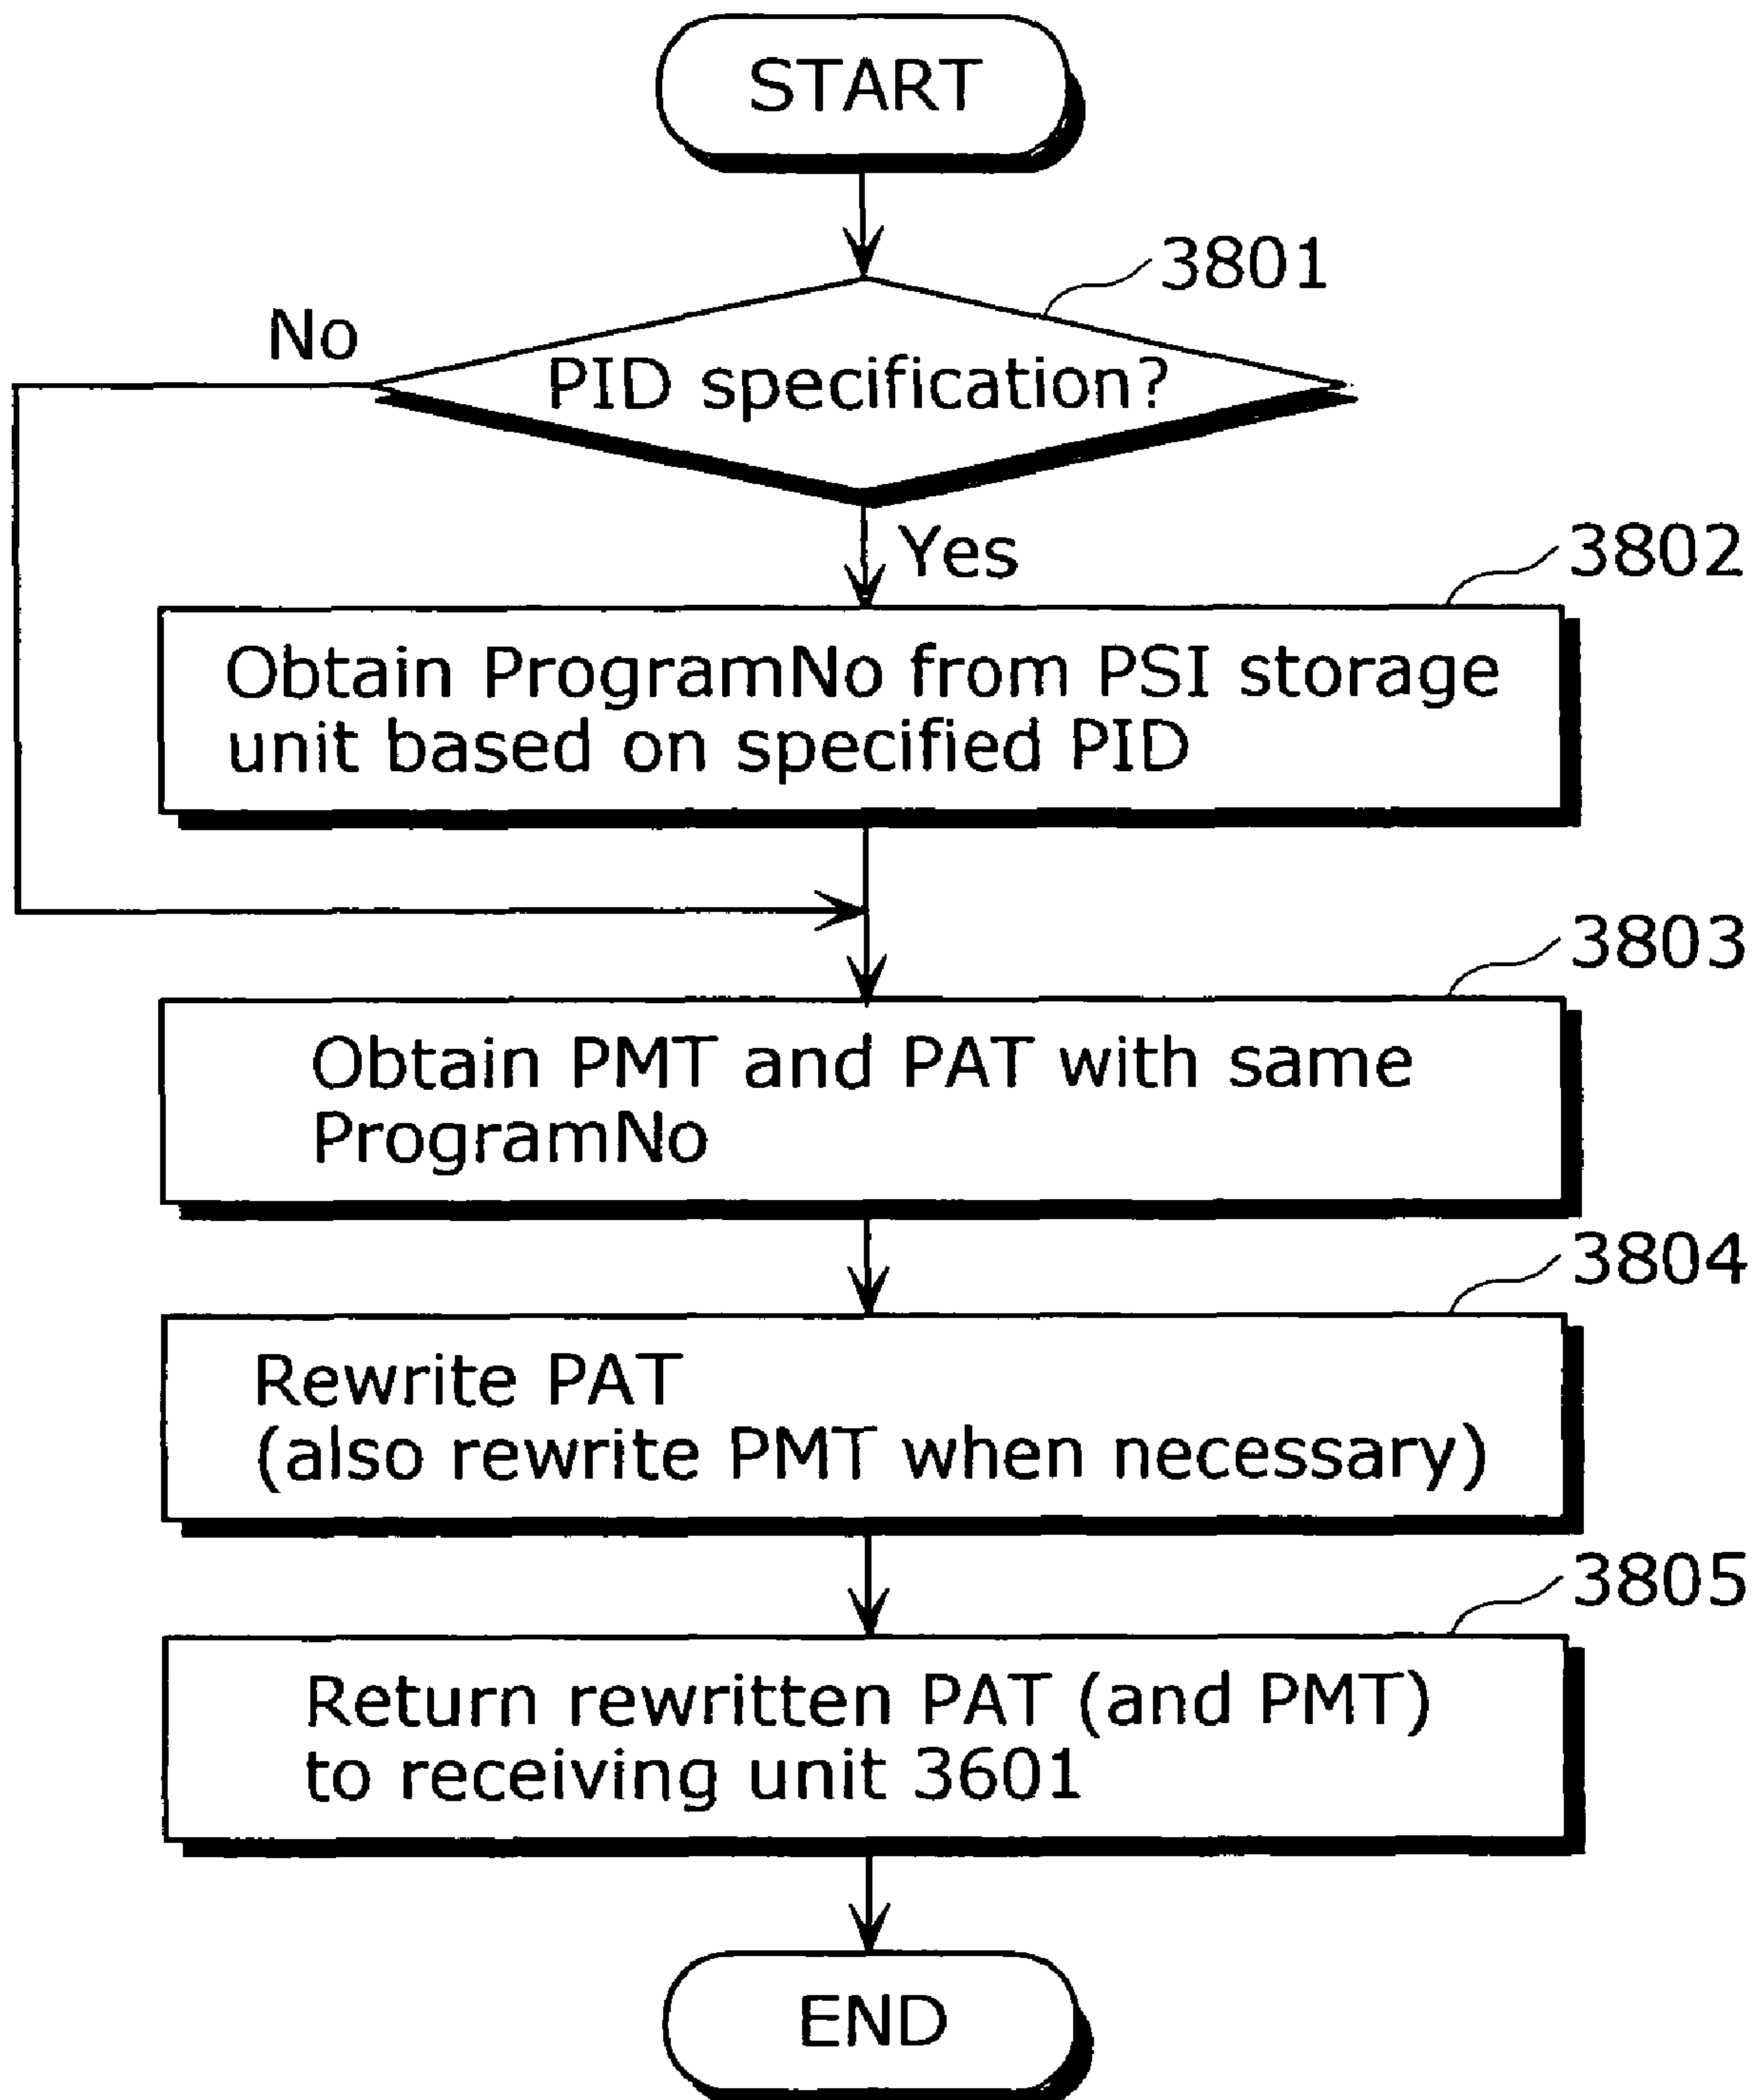 START
3801
No
PID specification?
Yes
3802
Obtain ProgramNo from PSI storage
unit based on specified PID
3803
Obtain PMT and PAT with same
ProgramNo
3804
Rewrite PAT
(also rewrite PMT when necessary)
3805
Return rewritten PAT (and PMT)
to receiving unit 3601
END